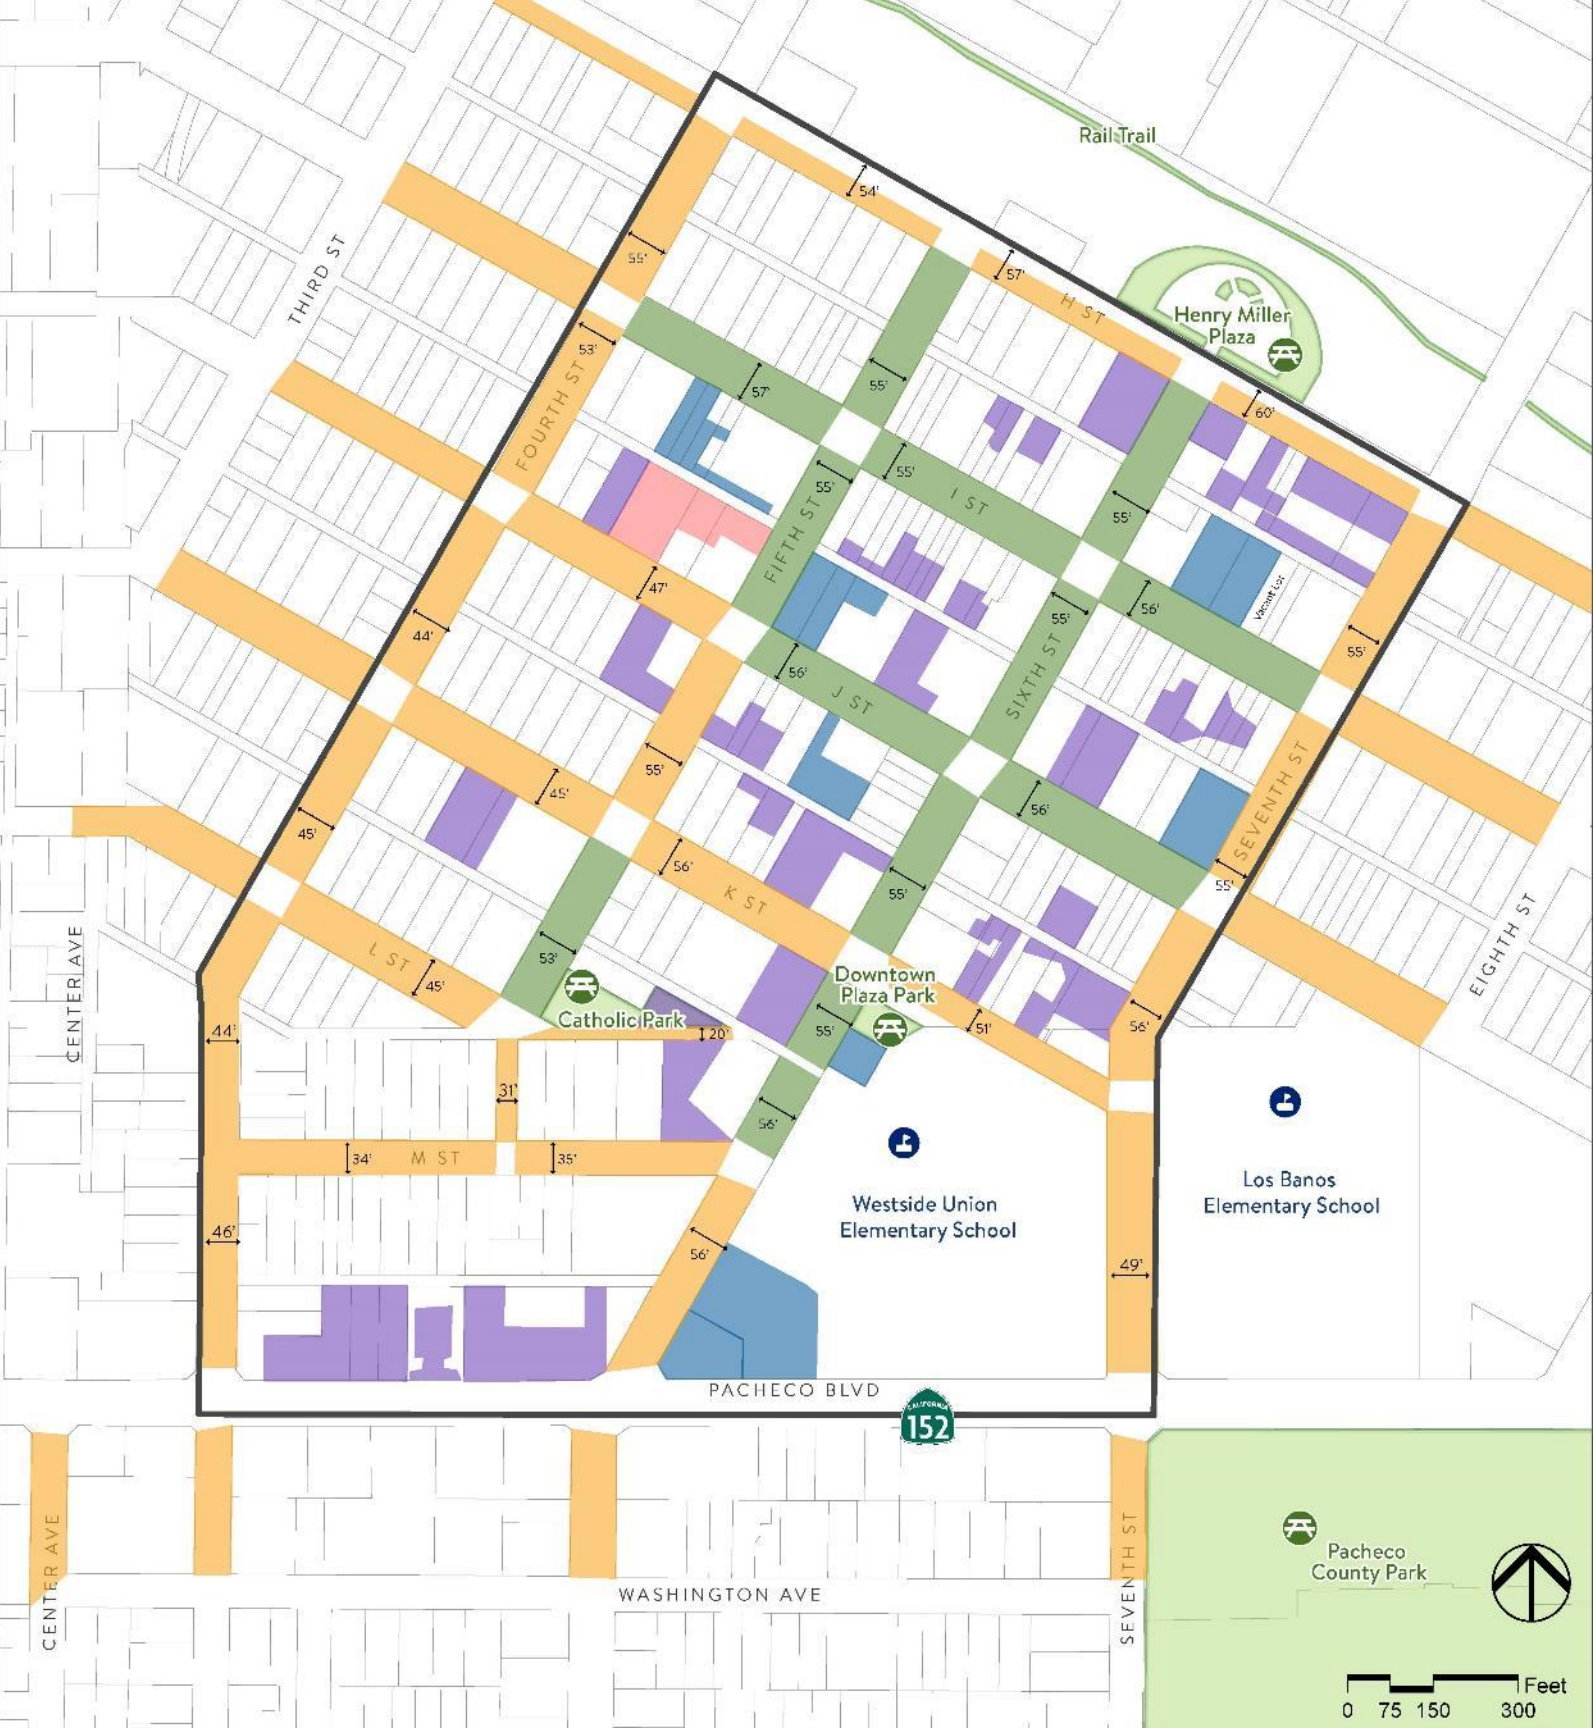 Rail Trail
54'
THIRD ST
55'
57'
H ST
Henry Miller
Plaza
53'
57'
55'
60'
FOURTH ST
55'
55'
I ST
55'
FIFTH ST
47'
Vacant Lot
44'
55'
56'
55'
56'
J ST
SIXTH ST
55'
45'
55'
45'
56'
SEVENTH ST
56'
55'
55'
K ST
EIGHTH ST
CENTER AVE
L ST
53'
45'
Downtown
Plaza Park
Catholic Park
44'
20'
55'
51'
56'
31'
56'
34'
M ST
35'
Westside Union
Elementary School
Los Banos
Elementary School
46'
56'
49'
PACHECO BLVD
CALIFORNIA
152
CENTER AVE
WASHINGTON AVE
SEVENTH ST
Pacheco
County Park
Feet
0 75 150 300